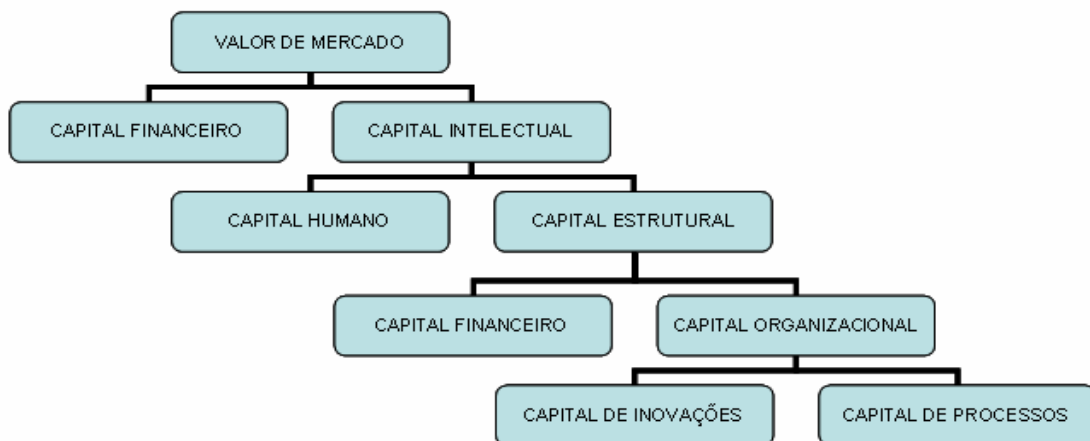 VALOR DE MERCADO
CAPITAL FINANCEIRO
CAPITAL INTELECTUAL
CAPITAL HUMANO
CAPITAL ESTRUTURAL
CAPITAL FINANCEIRO
CAPITAL ORGANIZACIONAL
CAPITAL DE INOVAÇÕES
CAPITAL DE PROCESSOS